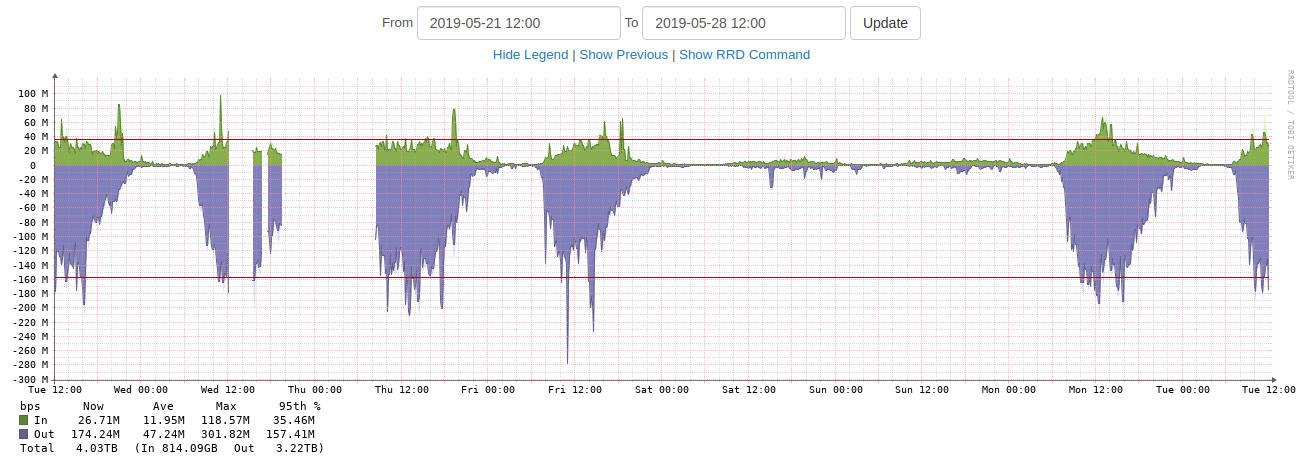 From 2019-05-21 12:00 To 2019-05-28 12:00 Update
Hide Legend | Show Previous | Show RRD Command
RRDTOOL / TOBI OETIKER
100 M
80 M
60 M
40 M
20 M
0
-20 M
-40 M
-60 M
-80 M
-100 M
-120 M
-140 M
-160 M
-180 M
-200 M
-220 M
-240 M
-260 M
-280 M
-300 M
Tue 12:00 Wed 00:00 Wed 12:00 Thu 00:00 Thu 12:00 Fri 00:00 Fri 12:00 Sat 00:00 Sat 12:00 Sun 00:00 Sun 12:00 Mon 00:00 Mon 12:00 Tue 00:00 Tue 12:00
bps Now Ave Max 95th %
In 26.71M 11.95M 118.57M 35.46M
Out 174.24M 47.24M 301.82M 157.41M
Total 4.03TB (In 814.09GB Out 3.22TB)